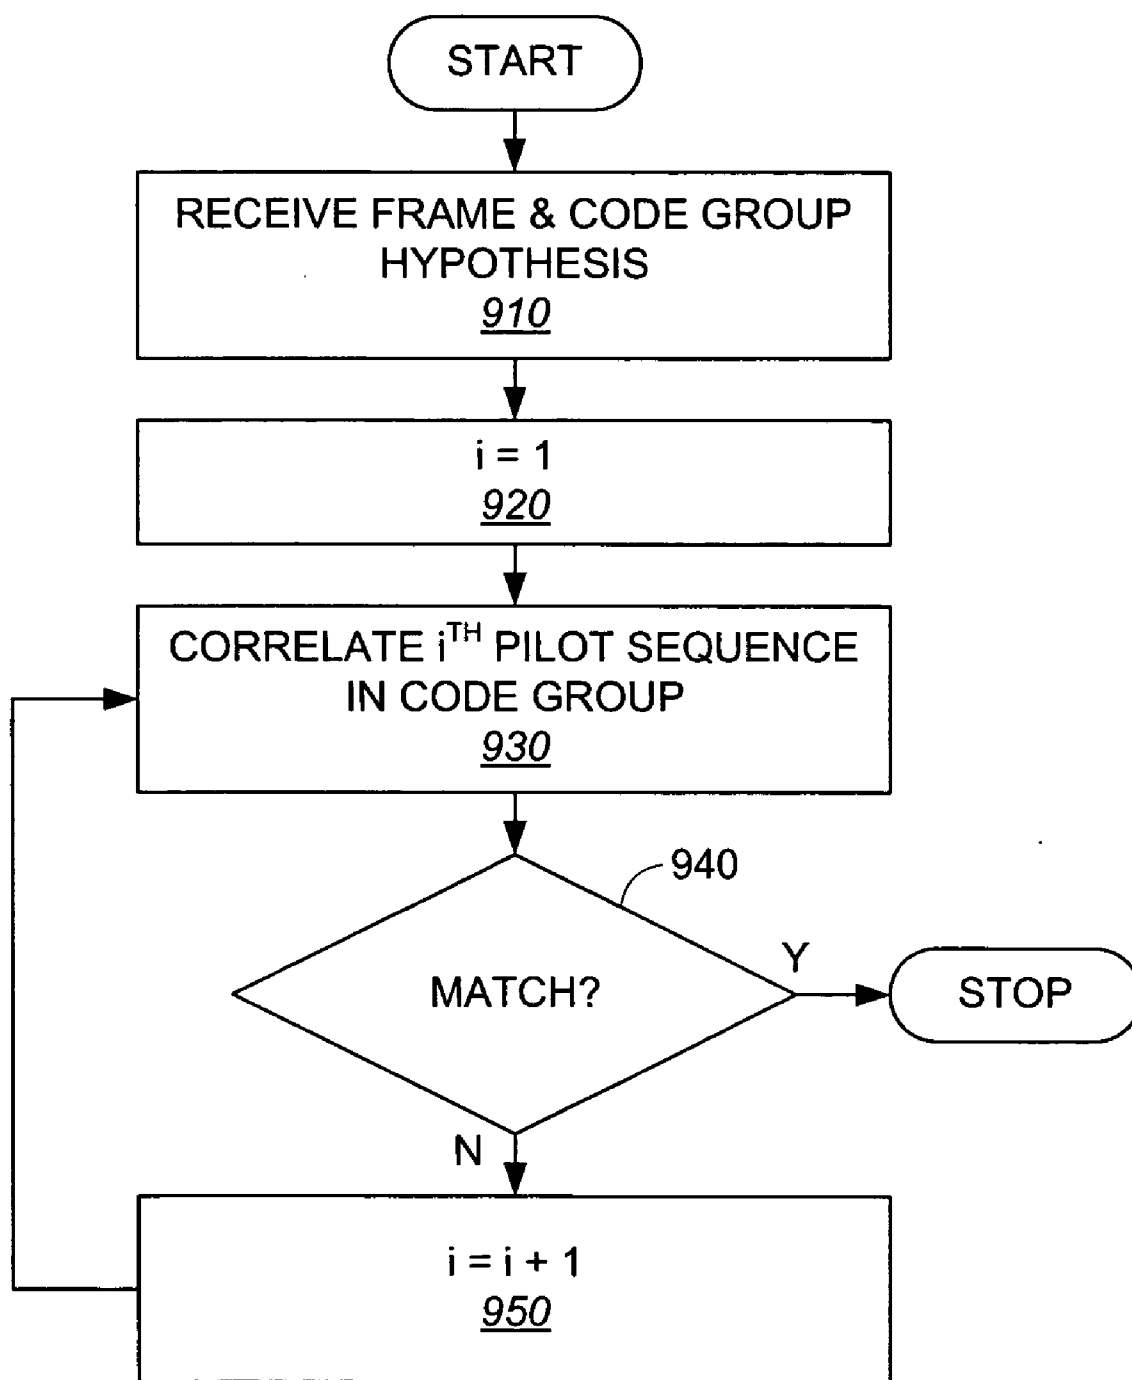 START
RECEIVE FRAME & CODE GROUP
HYPOTHESIS
910
i = 1
920
CORRELATE iTH PILOT SEQUENCE
IN CODE GROUP
930
940
MATCH?
Y
STOP
N
i = i + 1
950